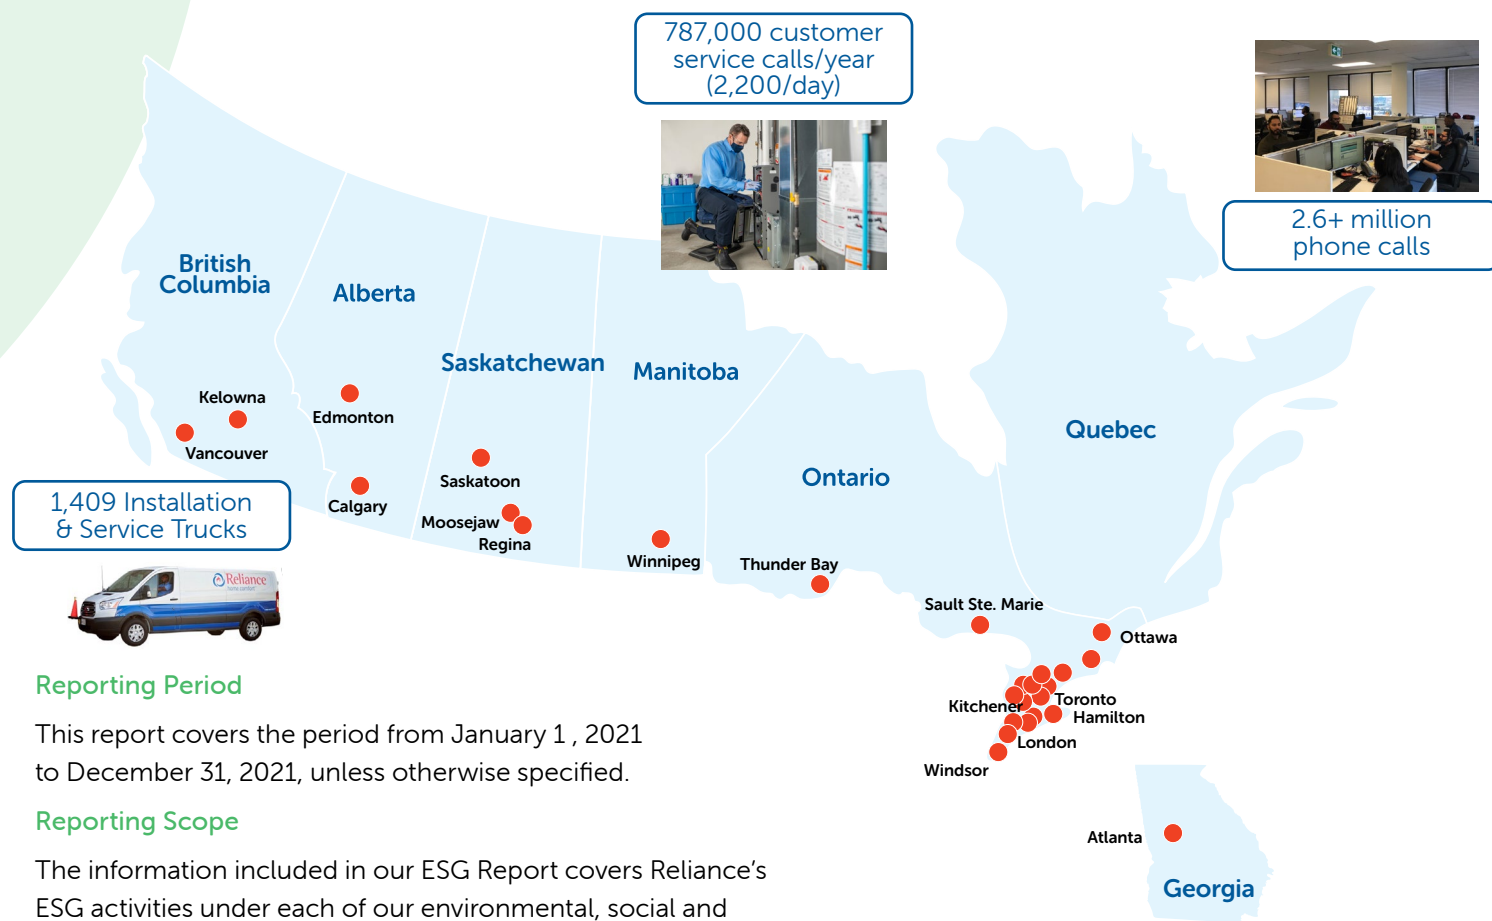 787,000 customer
service calls/year
(2,200/day)
2.6+ million
phone calls
British
Columbia
Alberta
Saskatchewan
Manitoba
Ontario
Quebec
Kelowna
Vancouver
Edmonton
Calgary
Saskatoon
Moosejaw
Regina
Winnipeg
Thunder Bay
Sault Ste. Marie
Ottawa
Kitchener
Toronto
Hamilton
London
Windsor
Atlanta
Georgia
1,409 Installation
& Service Trucks
Reliance
home comfort
Reporting Period
This report covers the period from January 1 , 2021
to December 31, 2021, unless otherwise specified.
Reporting Scope
The information included in our ESG Report covers Reliance’s
ESG activities under each of our environmental, social and